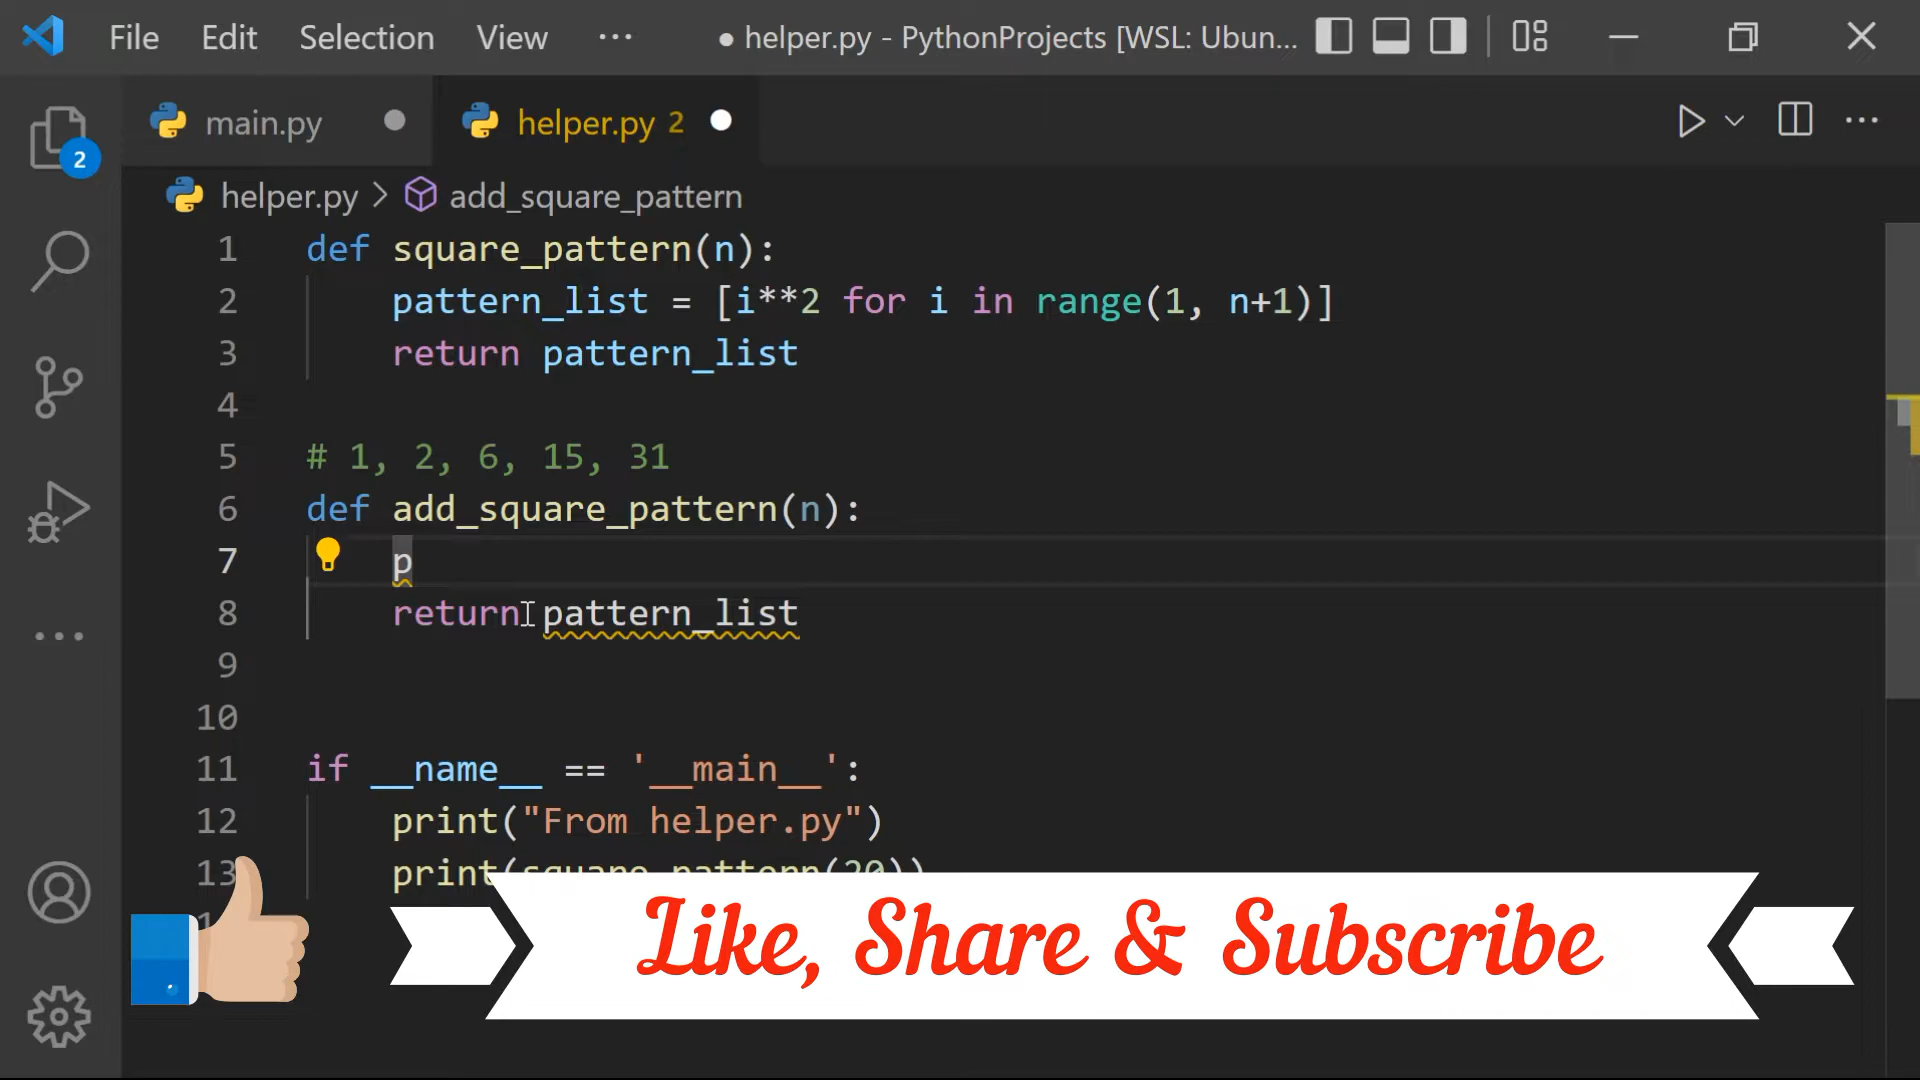 File Edit Selection View ··· ● helper.py - PythonProjects [WSL: Ubun...
main.py helper.py 2
helper.py > add_square_pattern
1 def square_pattern(n):
2 pattern_list = [i**2 for i in range(1, n+1)]
3 return pattern_list
4
5 # 1, 2, 6, 15, 31
6 def add_square_pattern(n):
7 p
8 return pattern_list
9
10
11 if __name__ == '__main__':
12 print("From helper.py")
13 print(square_pattern(20))
2
Like, Share & Subscribe